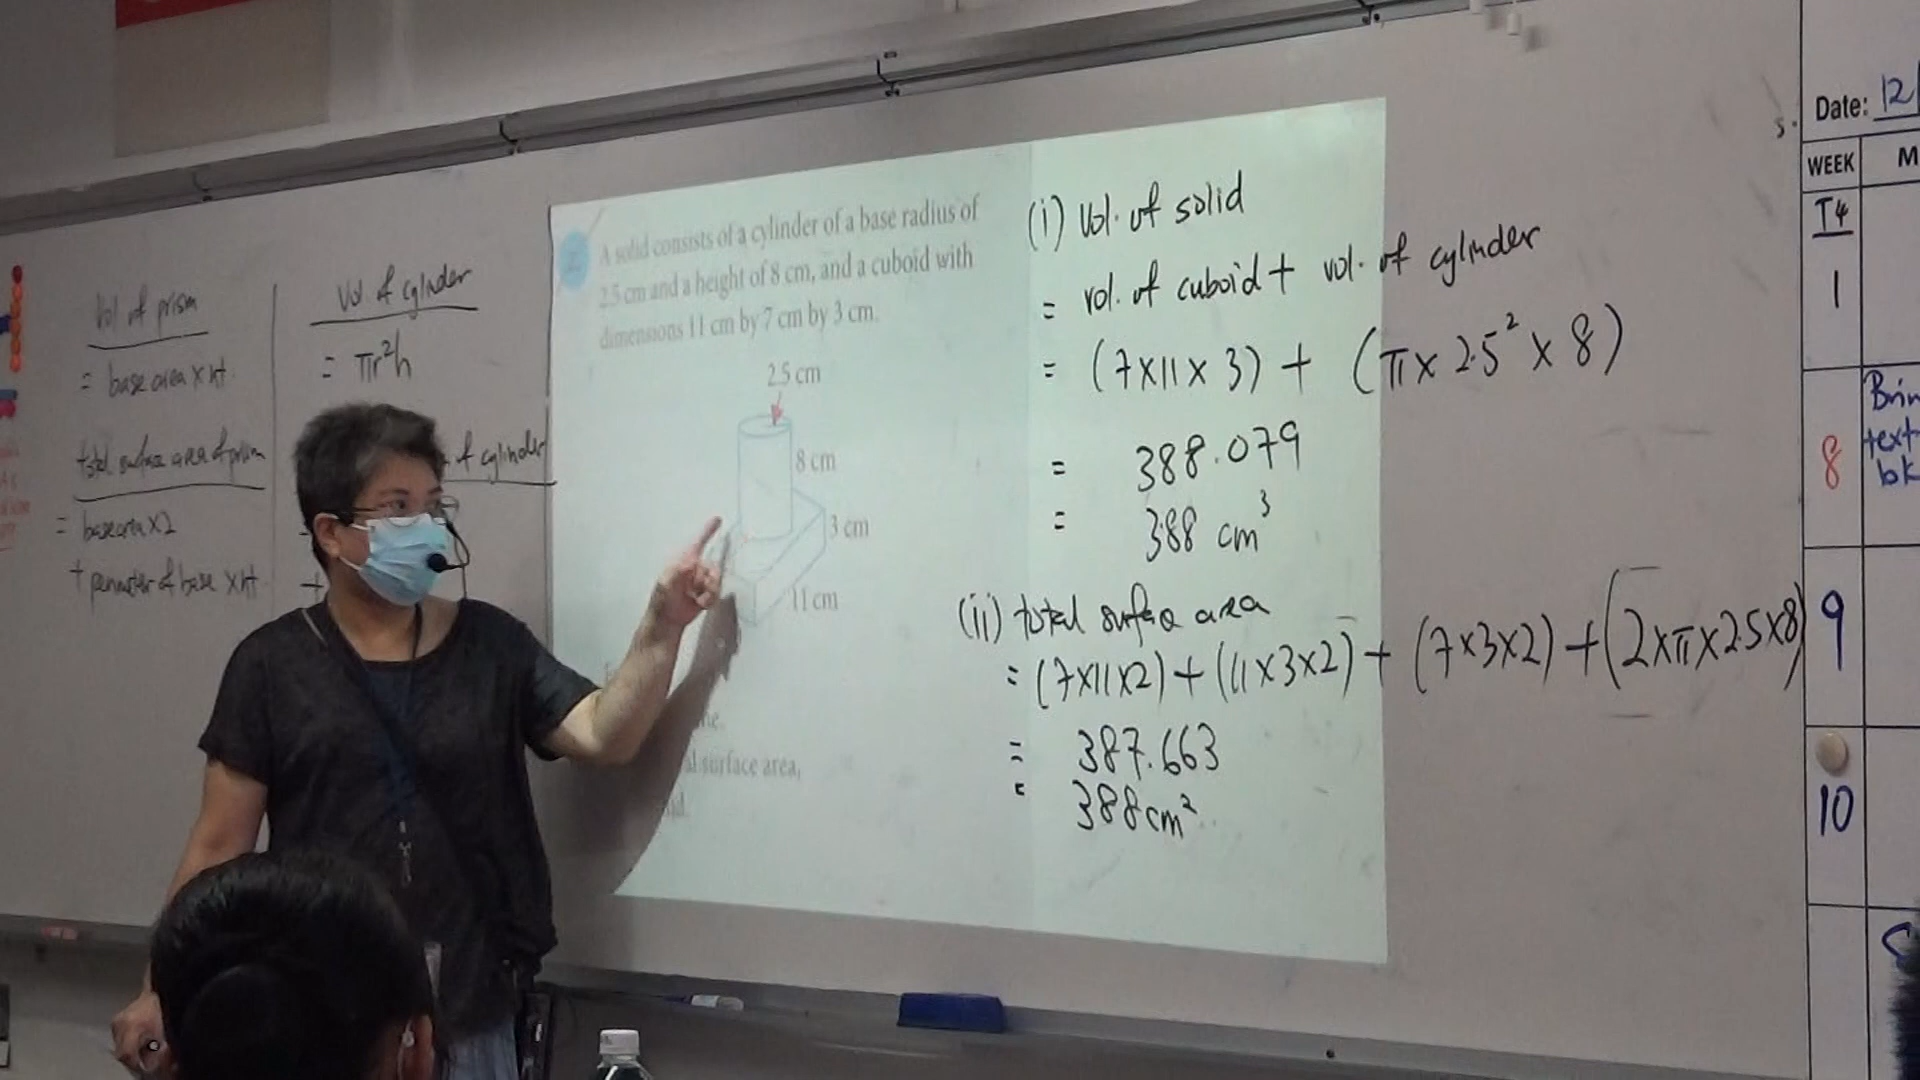 Vol of prism
= base area x ht.
total surface area of prism
= base area x 2
+ perimeter of base x ht
Vol of cylinder
= πr²h
of cylinder
+
A solid consists of a cylinder of a base radius of
2.5 cm and a height of 8 cm, and a cuboid with
dimensions 11 cm by 7 cm by 3 cm.
2.5 cm
8 cm
3 cm
11 cm
surface area,
(i) Vol. of solid
= vol. of cuboid + vol. of cylinder
= (7x11x3) + (π x 2.5² x 8)
= 388.079
= 388 cm³
(ii) total surface area
= (7x11x2) + (11x3x2) + (7x3x2) + (2xπx2.5x8)
= 387.663
= 388cm²
Date: 12/
WEEK M
T4
1
8
text
bk
9
10